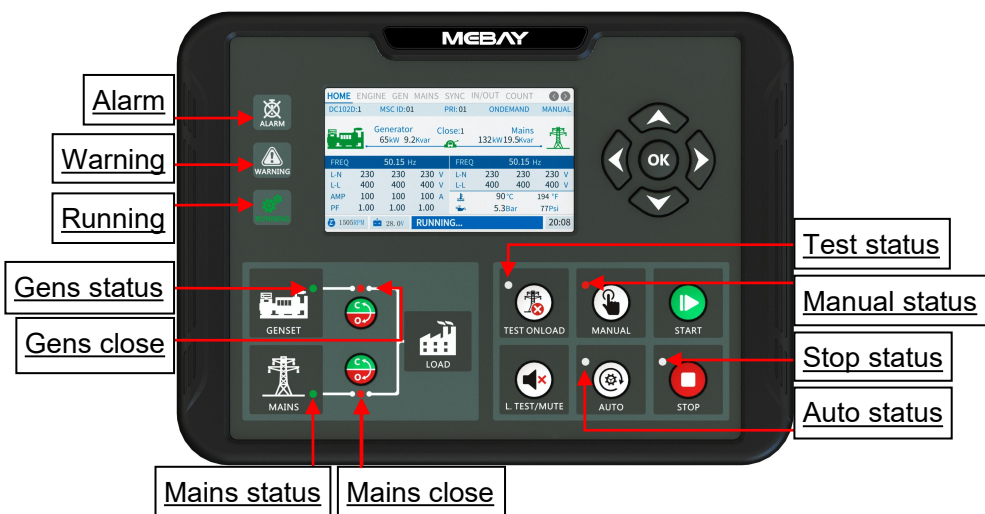 MEBAY
Alarm
Warning
Running
Gens status
Gens close
Mains status
Mains close
Test status
Manual status
Stop status
Auto status
ALARM
WARNING
HOME ENGINE GEN MAINS SYNC IN/OUT COUNT
DC102D:1 MSC ID:01 PRI:01 ONDEMAND MANUAL
Generator Close:1 Mains
65kW 9.2Kvar 132kW 19.5Kvar
FREQ 50.15 Hz FREQ 50.15 Hz
L-N 230 230 230 V L-N 230 230 230 V
L-L 400 400 400 V L-L 400 400 400 V
AMP 100 100 100 A 90°C 194 °F
PF 1.00 1.00 1.00 5.3Bar 77Psi
1505RPM 28.0V RUNNING... 20:08
OK
GENSET
C
O
LOAD
C
O
MAINS
TEST ONLOAD
MANUAL
START
L. TEST/MUTE
AUTO
STOP